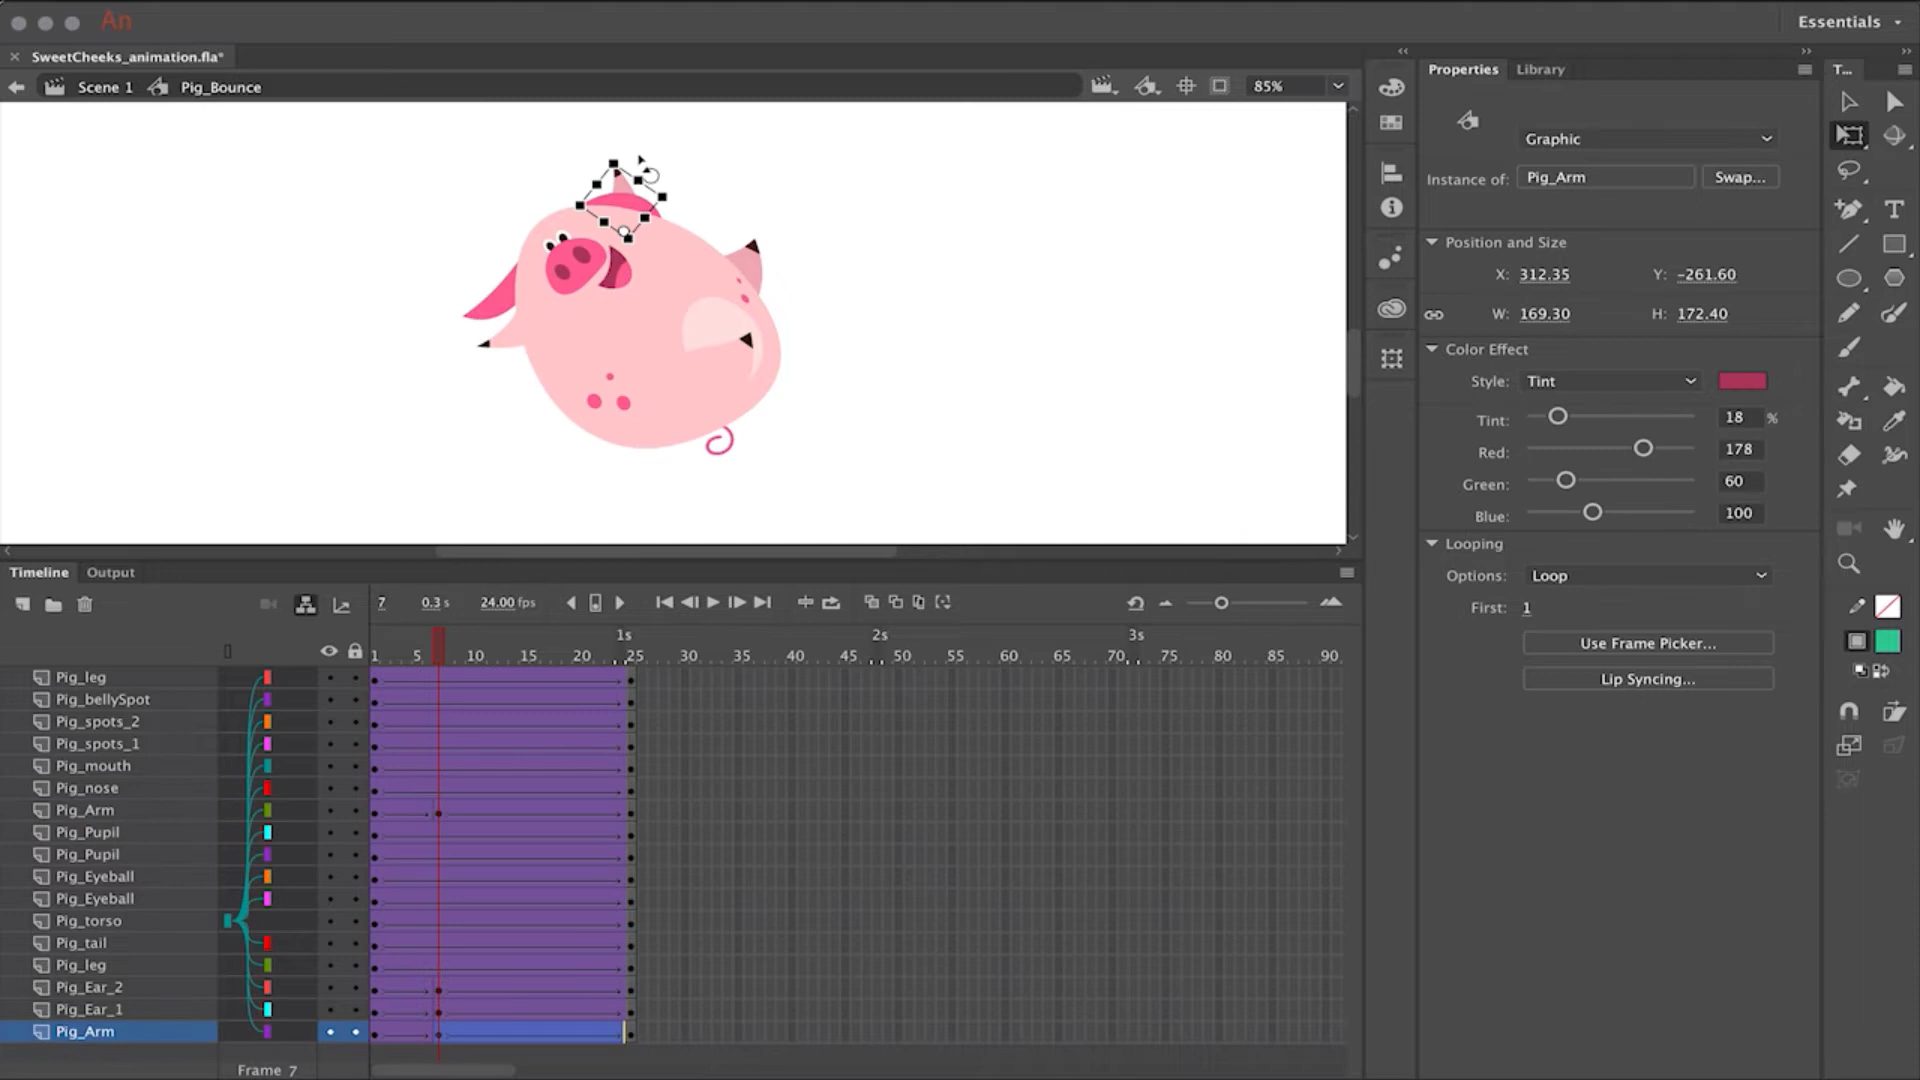 An
Essentials
SweetCheeks_animation.fla*
Scene 1
Pig_Bounce
85%
Properties
Library
T...
Graphic
Instance of:
Pig_Arm
Swap...
Position and Size
X: 312.35
Y: -261.60
W: 169.30
H: 172.40
Color Effect
Style: Tint
Tint: 18 %
Red: 178
Green: 60
Blue: 100
Looping
Options: Loop
First: 1
Use Frame Picker...
Lip Syncing...
Timeline
Output
7
0.3 s
24.00 fps
1s 2s 3s
1 5 10 15 20 25 30 35 40 45 50 55 60 65 70 75 80 85 90
Pig_leg
Pig_bellySpot
Pig_spots_2
Pig_spots_1
Pig_mouth
Pig_nose
Pig_Arm
Pig_Pupil
Pig_Pupil
Pig_Eyeball
Pig_Eyeball
Pig_torso
Pig_tail
Pig_leg
Pig_Ear_2
Pig_Ear_1
Pig_Arm
Frame 7